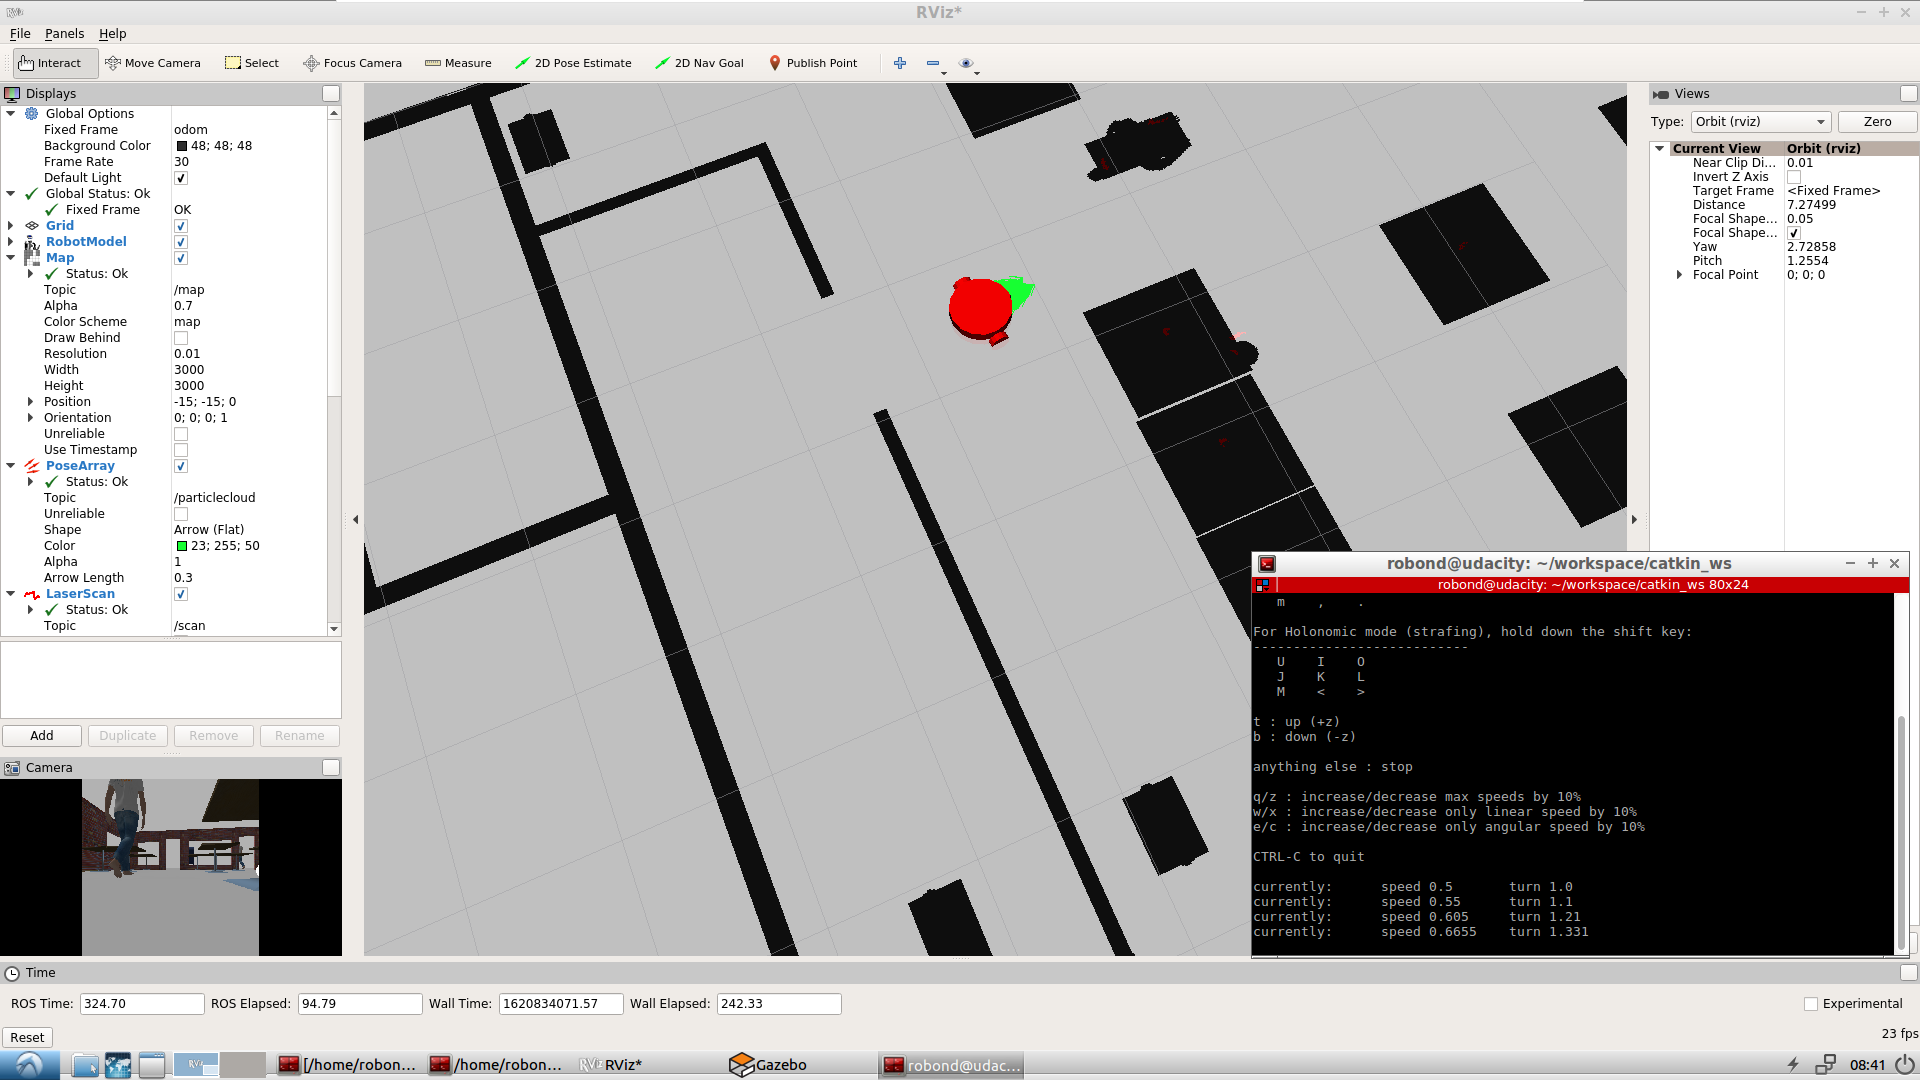 RViz*
File Panels Help
Interact Move Camera Select Focus Camera Measure 2D Pose Estimate 2D Nav Goal Publish Point
Displays
Global Options
Fixed Frame odom
Background Color 48; 48; 48
Frame Rate 30
Default Light
Global Status: Ok
Fixed Frame OK
Grid
RobotModel
Map
Status: Ok
Topic /map
Alpha 0.7
Color Scheme map
Draw Behind
Resolution 0.01
Width 3000
Height 3000
Position -15; -15; 0
Orientation 0; 0; 0; 1
Unreliable
Use Timestamp
PoseArray
Status: Ok
Topic /particlecloud
Unreliable
Shape Arrow (Flat)
Color 23; 255; 50
Alpha 1
Arrow Length 0.3
LaserScan
Status: Ok
Topic /scan
Add Duplicate Remove Rename
Camera
Views
Type: Orbit (rviz) Zero
Current View Orbit (rviz)
Near Clip Di... 0.01
Invert Z Axis
Target Frame <Fixed Frame>
Distance 7.27499
Focal Shape... 0.05
Focal Shape...
Yaw 2.72858
Pitch 1.2554
Focal Point 0; 0; 0
robond@udacity: ~/workspace/catkin_ws
robond@udacity: ~/workspace/catkin_ws 80x24
m , .
For Holonomic mode (strafing), hold down the shift key:
---------------------------
U I O
J K L
M < >
t : up (+z)
b : down (-z)
anything else : stop
q/z : increase/decrease max speeds by 10%
w/x : increase/decrease only linear speed by 10%
e/c : increase/decrease only angular speed by 10%
CTRL-C to quit
currently: speed 0.5 turn 1.0
currently: speed 0.55 turn 1.1
currently: speed 0.605 turn 1.21
currently: speed 0.6655 turn 1.331
Time
ROS Time: 324.70 ROS Elapsed: 94.79 Wall Time: 1620834071.57 Wall Elapsed: 242.33 Experimental
Reset 23 fps
[/home/robon... /home/robon... RViz* Gazebo robond@udac... 08:41